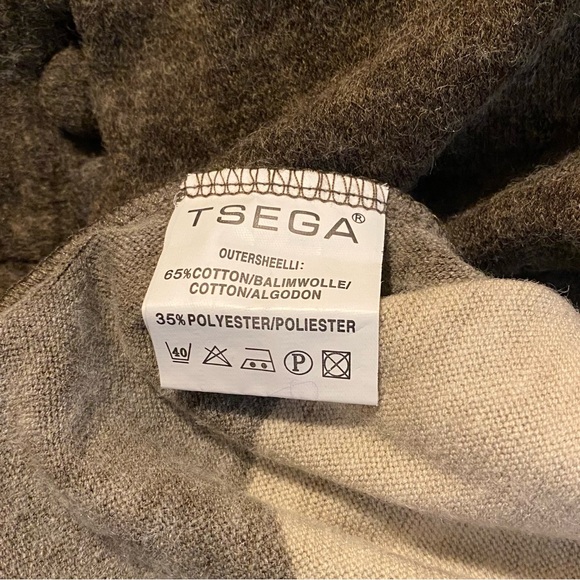 TSEGA®
OUTERSHEELLI:
65%COTTON/BALIMWOLLE/
COTTON/ALGODON
35%POLYESTER/POLIESTER
40 P